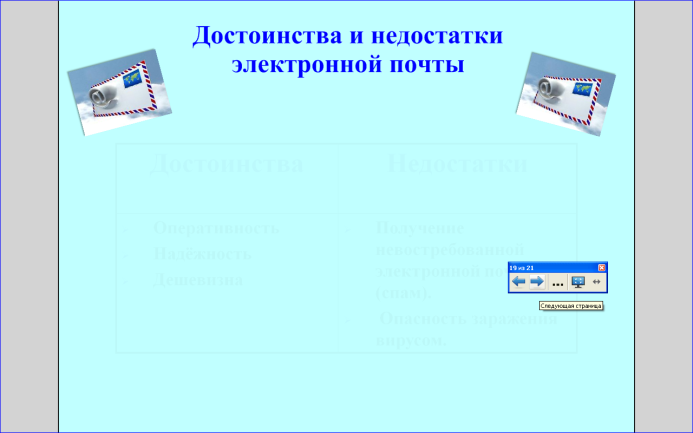 Достоинства и недостатки
электронной почты
Достоинства
Недостатки
Оперативность
Надёжность
Дешевизна
Получение
невостребованной
электронной
(спам).
Опасность заражения
вирусом.
19 из 21
...
Следующая страница